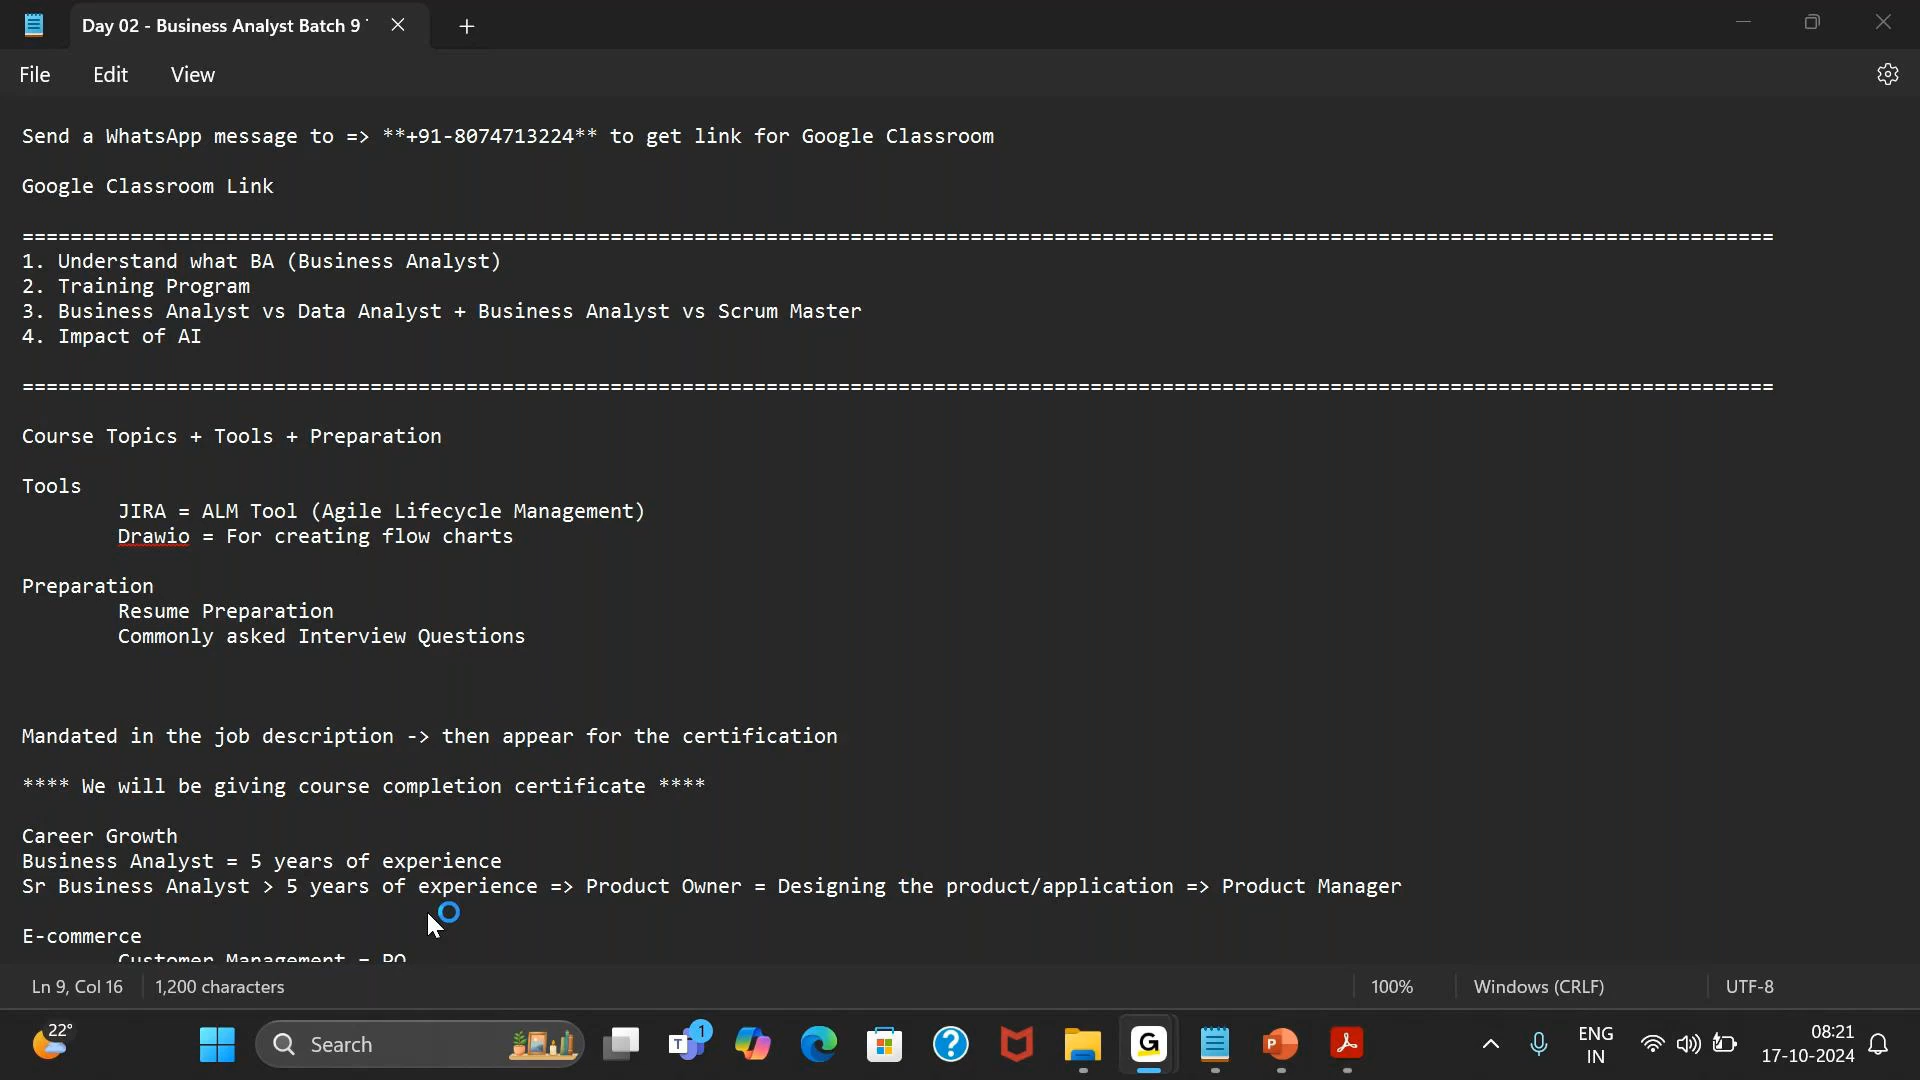 Day 02 - Business Analyst Batch 9
File Edit View
Send a WhatsApp message to => **+91-8074713224** to get link for Google Classroom
Google Classroom Link
==================================================================================================================================================
1. Understand what BA (Business Analyst)
2. Training Program
3. Business Analyst vs Data Analyst + Business Analyst vs Scrum Master
4. Impact of AI
==================================================================================================================================================
Course Topics + Tools + Preparation
Tools
JIRA = ALM Tool (Agile Lifecycle Management)
Drawio = For creating flow charts
Preparation
Resume Preparation
Commonly asked Interview Questions
Mandated in the job description -> then appear for the certification
**** We will be giving course completion certificate ****
Career Growth
Business Analyst = 5 years of experience
Sr Business Analyst > 5 years of experience => Product Owner = Designing the product/application => Product Manager
E-commerce
Customer Management = PO
Ln 9, Col 16 1,200 characters 100% Windows (CRLF) UTF-8
22° Search 1 ENG IN 08:21 17-10-2024